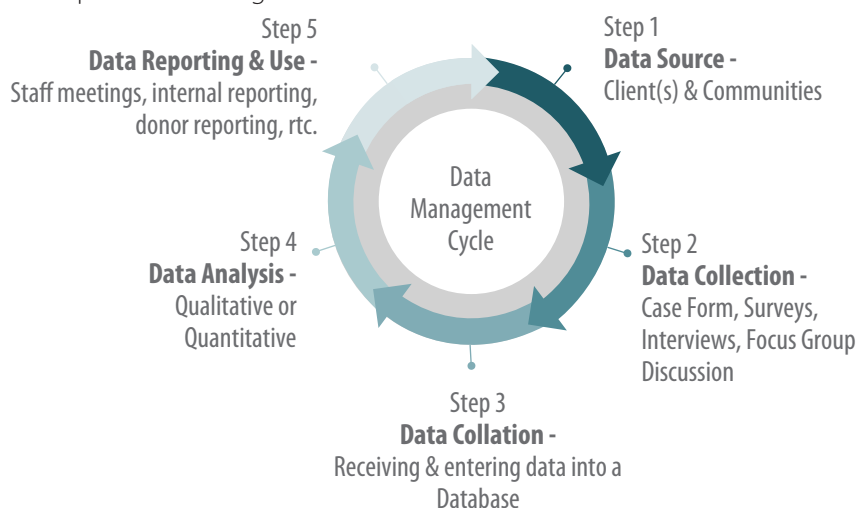 Step 1
Data Source -
Client(s) & Communities
Step 2
Data Collection -
Case Form, Surveys,
Interviews, Focus Group
Discussion
Step 3
Data Collation -
Receiving & entering data into a
Database
Step 4
Data Analysis -
Qualitative or
Quantitative
Step 5
Data Reporting & Use -
Staff meetings, internal reporting,
donor reporting, rtc.
Data
Management
Cycle